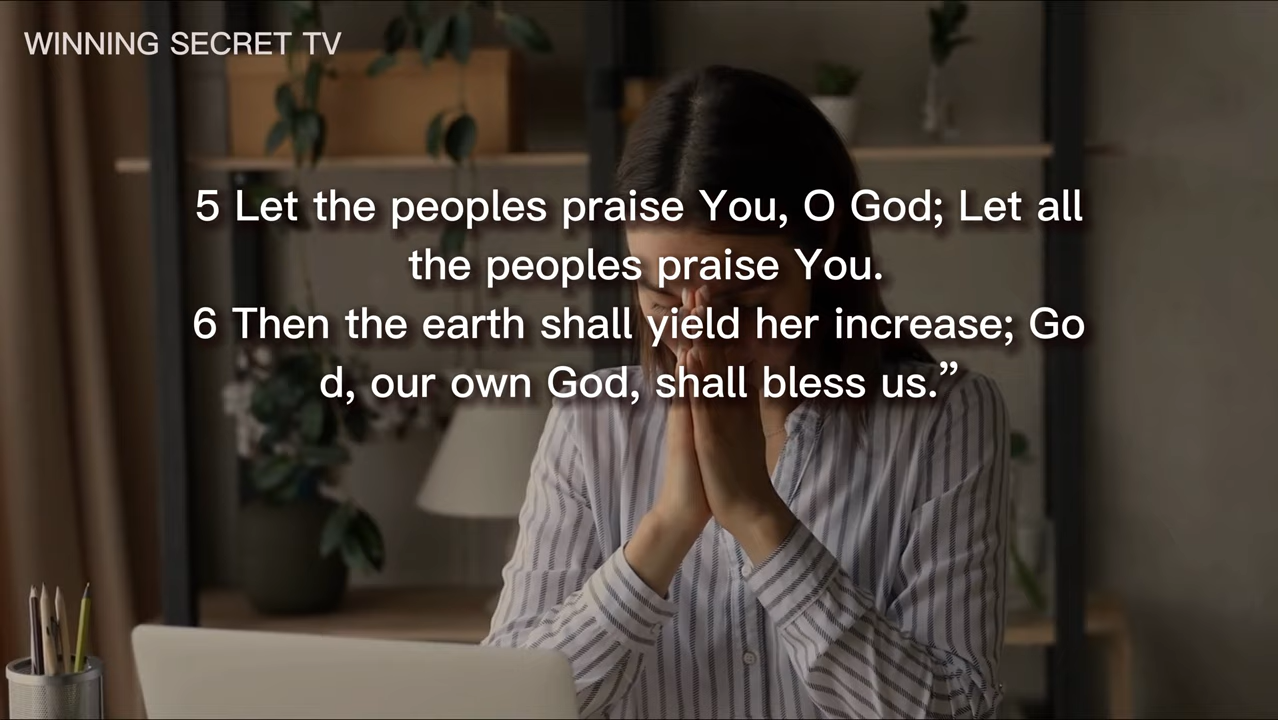 WINNING SECRET TV
5 Let the peoples praise You, O God; Let all
the peoples praise You.
6 Then the earth shall yield her increase; Go
d, our own God, shall bless us.”